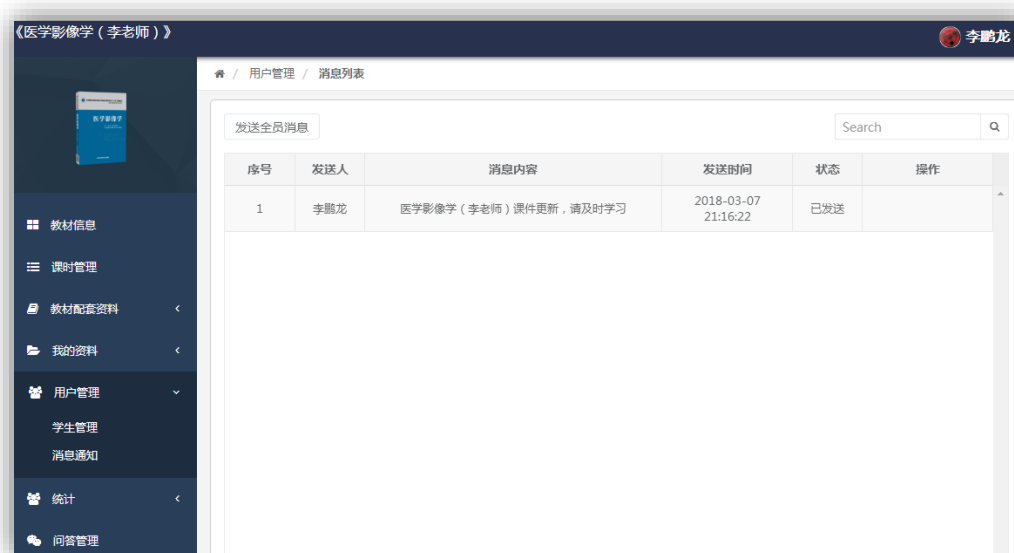 《医学影像学（李老师）》
李鹏龙
用户管理 / 消息列表
医学影像学
发送全员消息
Search
序号 发送人 消息内容 发送时间 状态 操作
1 李鹏龙 医学影像学（李老师）课件更新，请及时学习 2018-03-07 已发送
21:16:22
教材信息
课时管理
教材配套资料
我的资料
用户管理
学生管理
消息通知
统计
问答管理